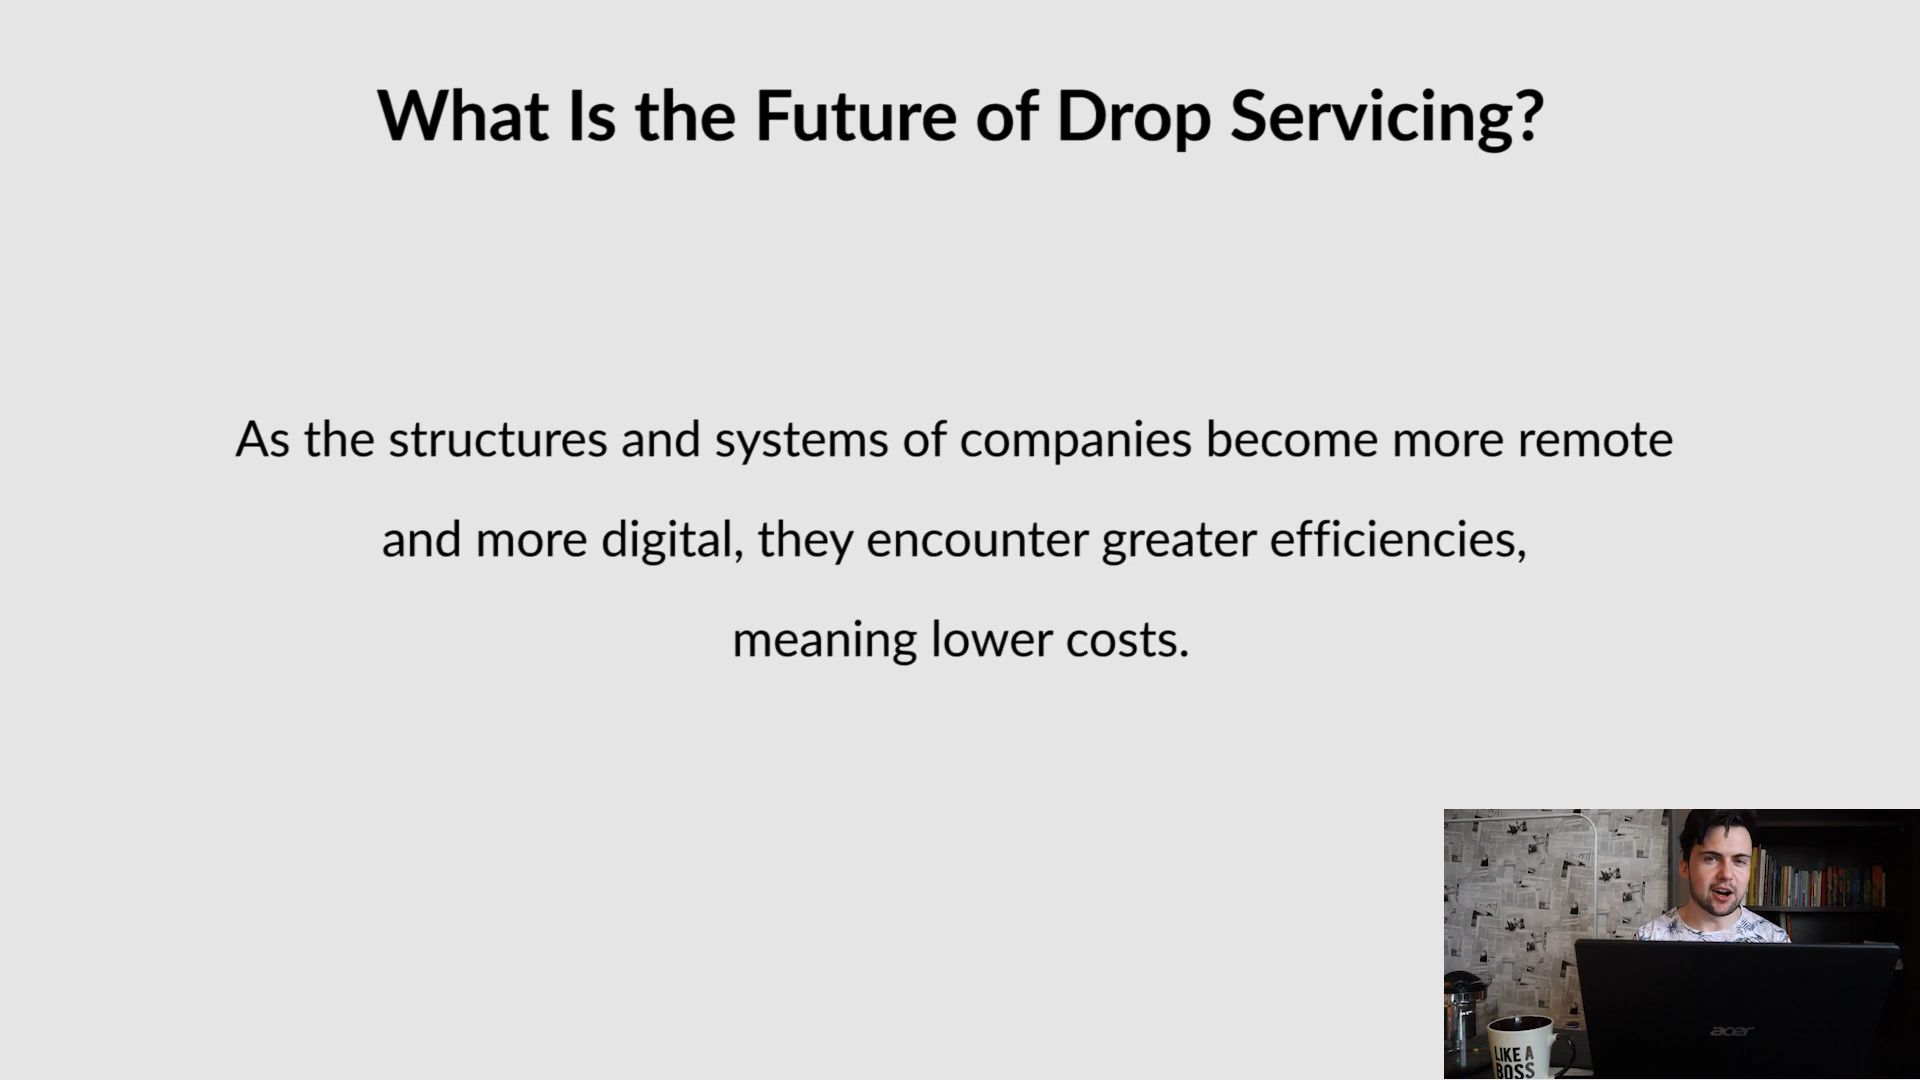 What Is the Future of Drop Servicing?
As the structures and systems of companies become more remote
and more digital, they encounter greater efficiencies,
meaning lower costs.
acer
LIKE A
BOSS